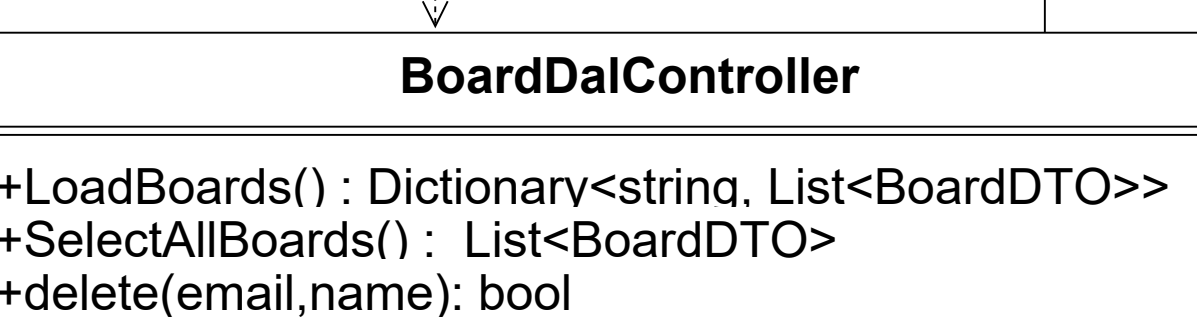 BoardDalController
+LoadBoards() : Dictionary<string, List<BoardDTO>>
+SelectAllBoards() :  List<BoardDTO>
+delete(email,name): bool